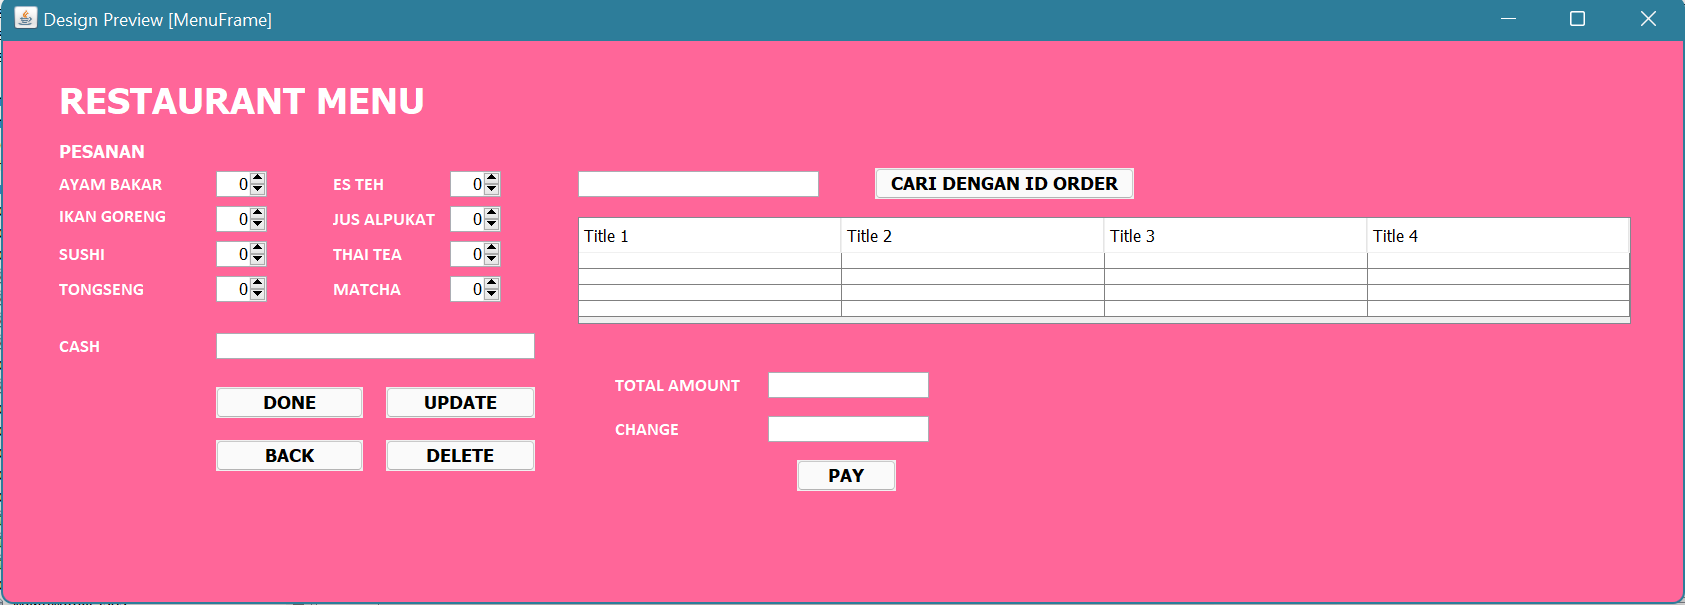 Design Preview [MenuFrame]
RESTAURANT MENU
PESANAN
AYAM BAKAR 0 ES TEH 0 CARI DENGAN ID ORDER
IKAN GORENG 0 JUS ALPUKAT 0
SUSHI 0 THAI TEA 0
TONGSENG 0 MATCHA 0
Title 1 Title 2 Title 3 Title 4
CASH
DONE UPDATE
BACK DELETE
TOTAL AMOUNT
CHANGE
PAY